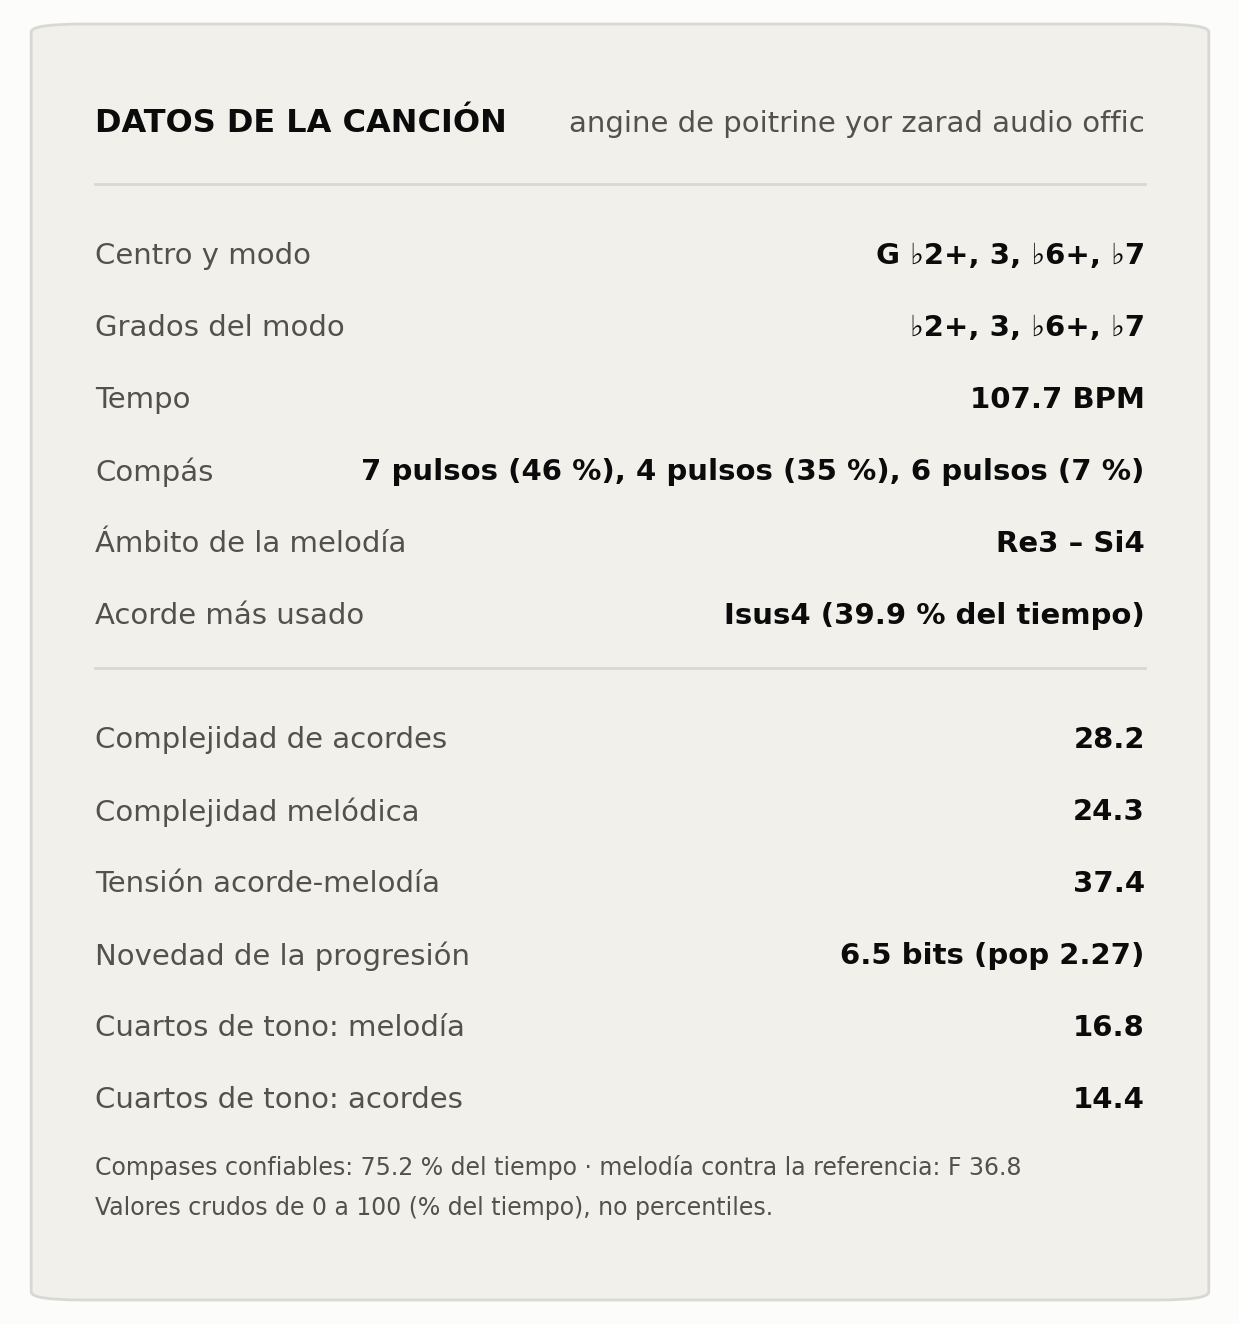 DATOS DE LA CANCIÓN angine de poitrine yor zarad audio offic
Centro y modo G ♭2+, 3, ♭6+, ♭7
Grados del modo ♭2+, 3, ♭6+, ♭7
Tempo 107.7 BPM
Compás 7 pulsos (46 %), 4 pulsos (35 %), 6 pulsos (7 %)
Ámbito de la melodía Re3 – Si4
Acorde más usado Isus4 (39.9 % del tiempo)
Complejidad de acordes 28.2
Complejidad melódica 24.3
Tensión acorde-melodía 37.4
Novedad de la progresión 6.5 bits (pop 2.27)
Cuartos de tono: melodía 16.8
Cuartos de tono: acordes 14.4
Compases confiables: 75.2 % del tiempo · melodía contra la referencia: F 36.8
Valores crudos de 0 a 100 (% del tiempo), no percentiles.